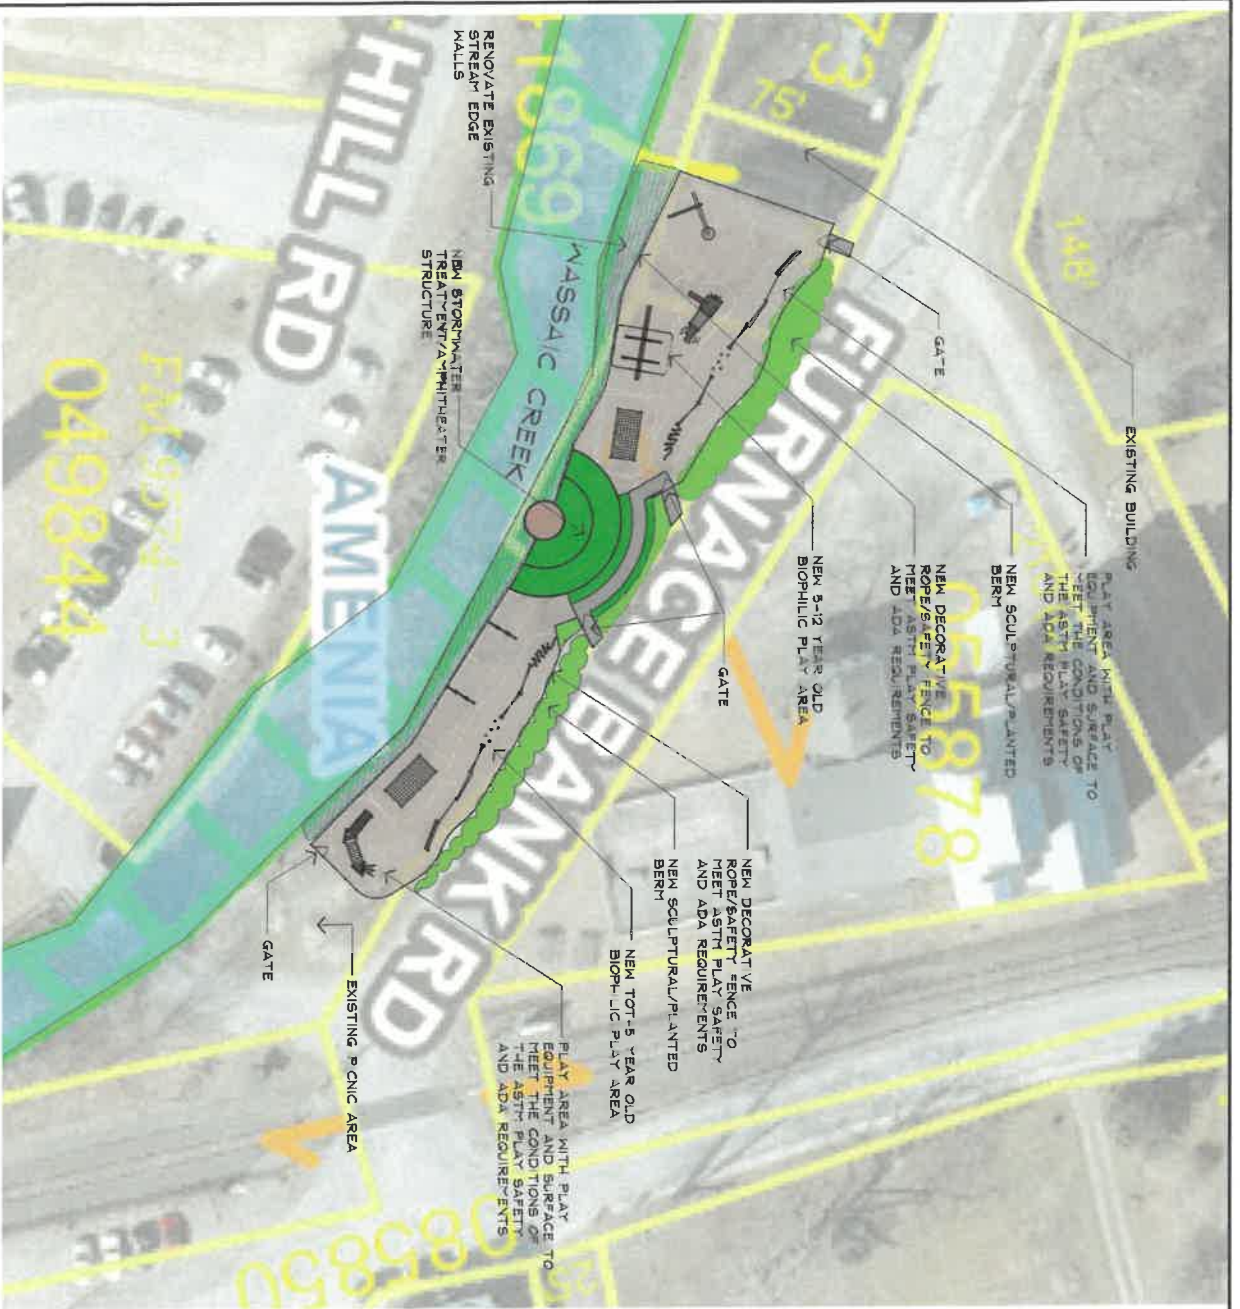 EXISTING BUILDING
PLAY AREA WITH PLAY
EQUIPMENT AND SURFACE TO
MEET THE CONDITIONS OF
THE ASTM PLAY SAFETY
AND ADA REQUIREMENTS
NEW SCULPTURAL/PLANTED
BERM
NEW DECORATIVE
ROPE/SAFETY FENCE TO
MEET ASTM PLAY SAFETY
AND ADA REQUIREMENTS
GATE
NEW 5-12 YEAR OLD
BIOPHILIC PLAY AREA
GATE
NEW DECORATIVE
ROPE/SAFETY FENCE TO
MEET ASTM PLAY SAFETY
AND ADA REQUIREMENTS
NEW SCULPTURAL/PLANTED
BERM
NEW TOT-5 YEAR OLD
BIOPHILIC PLAY AREA
PLAY AREA WITH PLAY
EQUIPMENT AND SURFACE TO
MEET THE CONDITIONS OF
THE ASTM PLAY SAFETY
AND ADA REQUIREMENTS
EXISTING PICNIC AREA
GATE
RENOVATE EXISTING
STREAM EDGE
WALLS
NEW STORMWATER
TREATMENT/AMPHITHEATER
STRUCTURE
WASSAIC CREEK
FURNACE BANK RD
HILL RD
AMENIA
73
75'
148'
065878
085850
25
049844